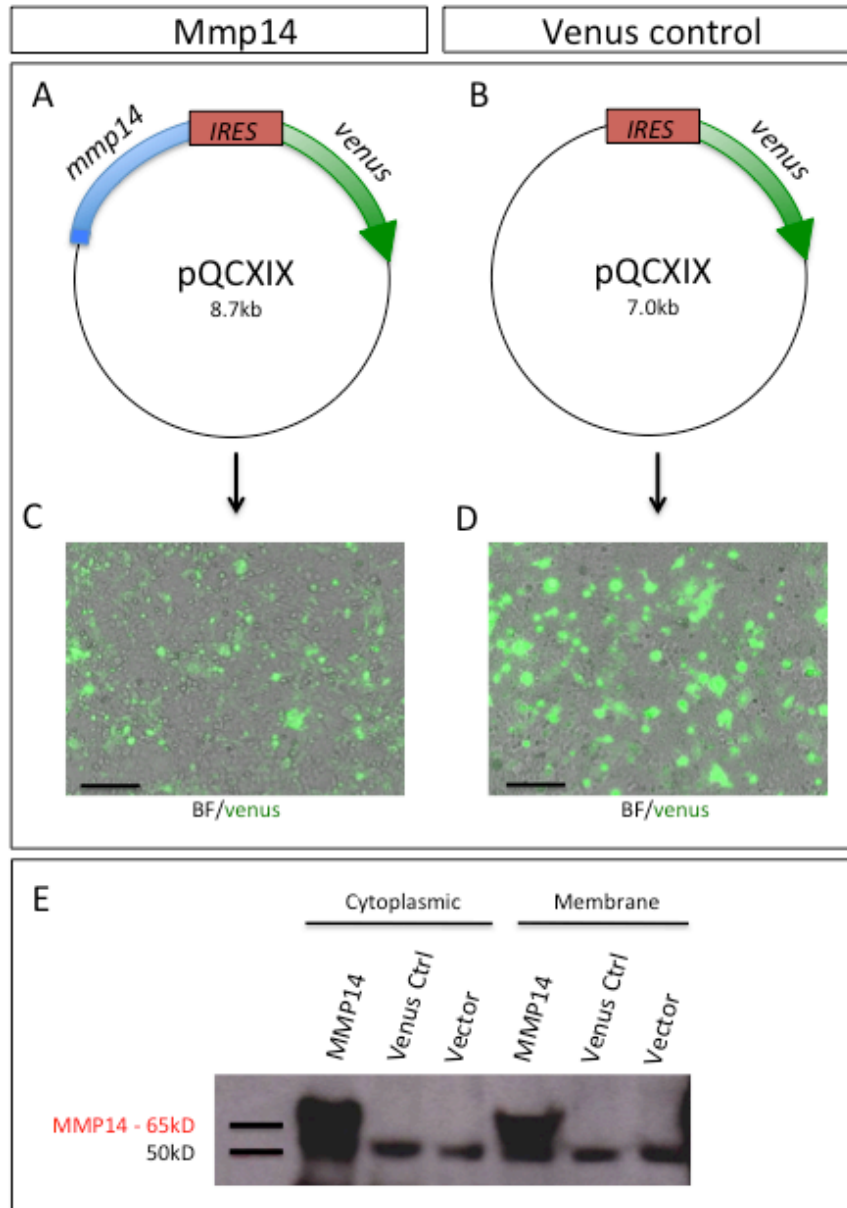 Mmp14
Venus control
A
mmp14
IRES
venus
pQCXIX
8.7kb
B
IRES
venus
pQCXIX
7.0kb
C
BF/venus
D
BF/venus
E
Cytoplasmic
Membrane
MMP14
Venus Ctrl
Vector
MMP14
Venus Ctrl
Vector
MMP14 - 65kD
50kD